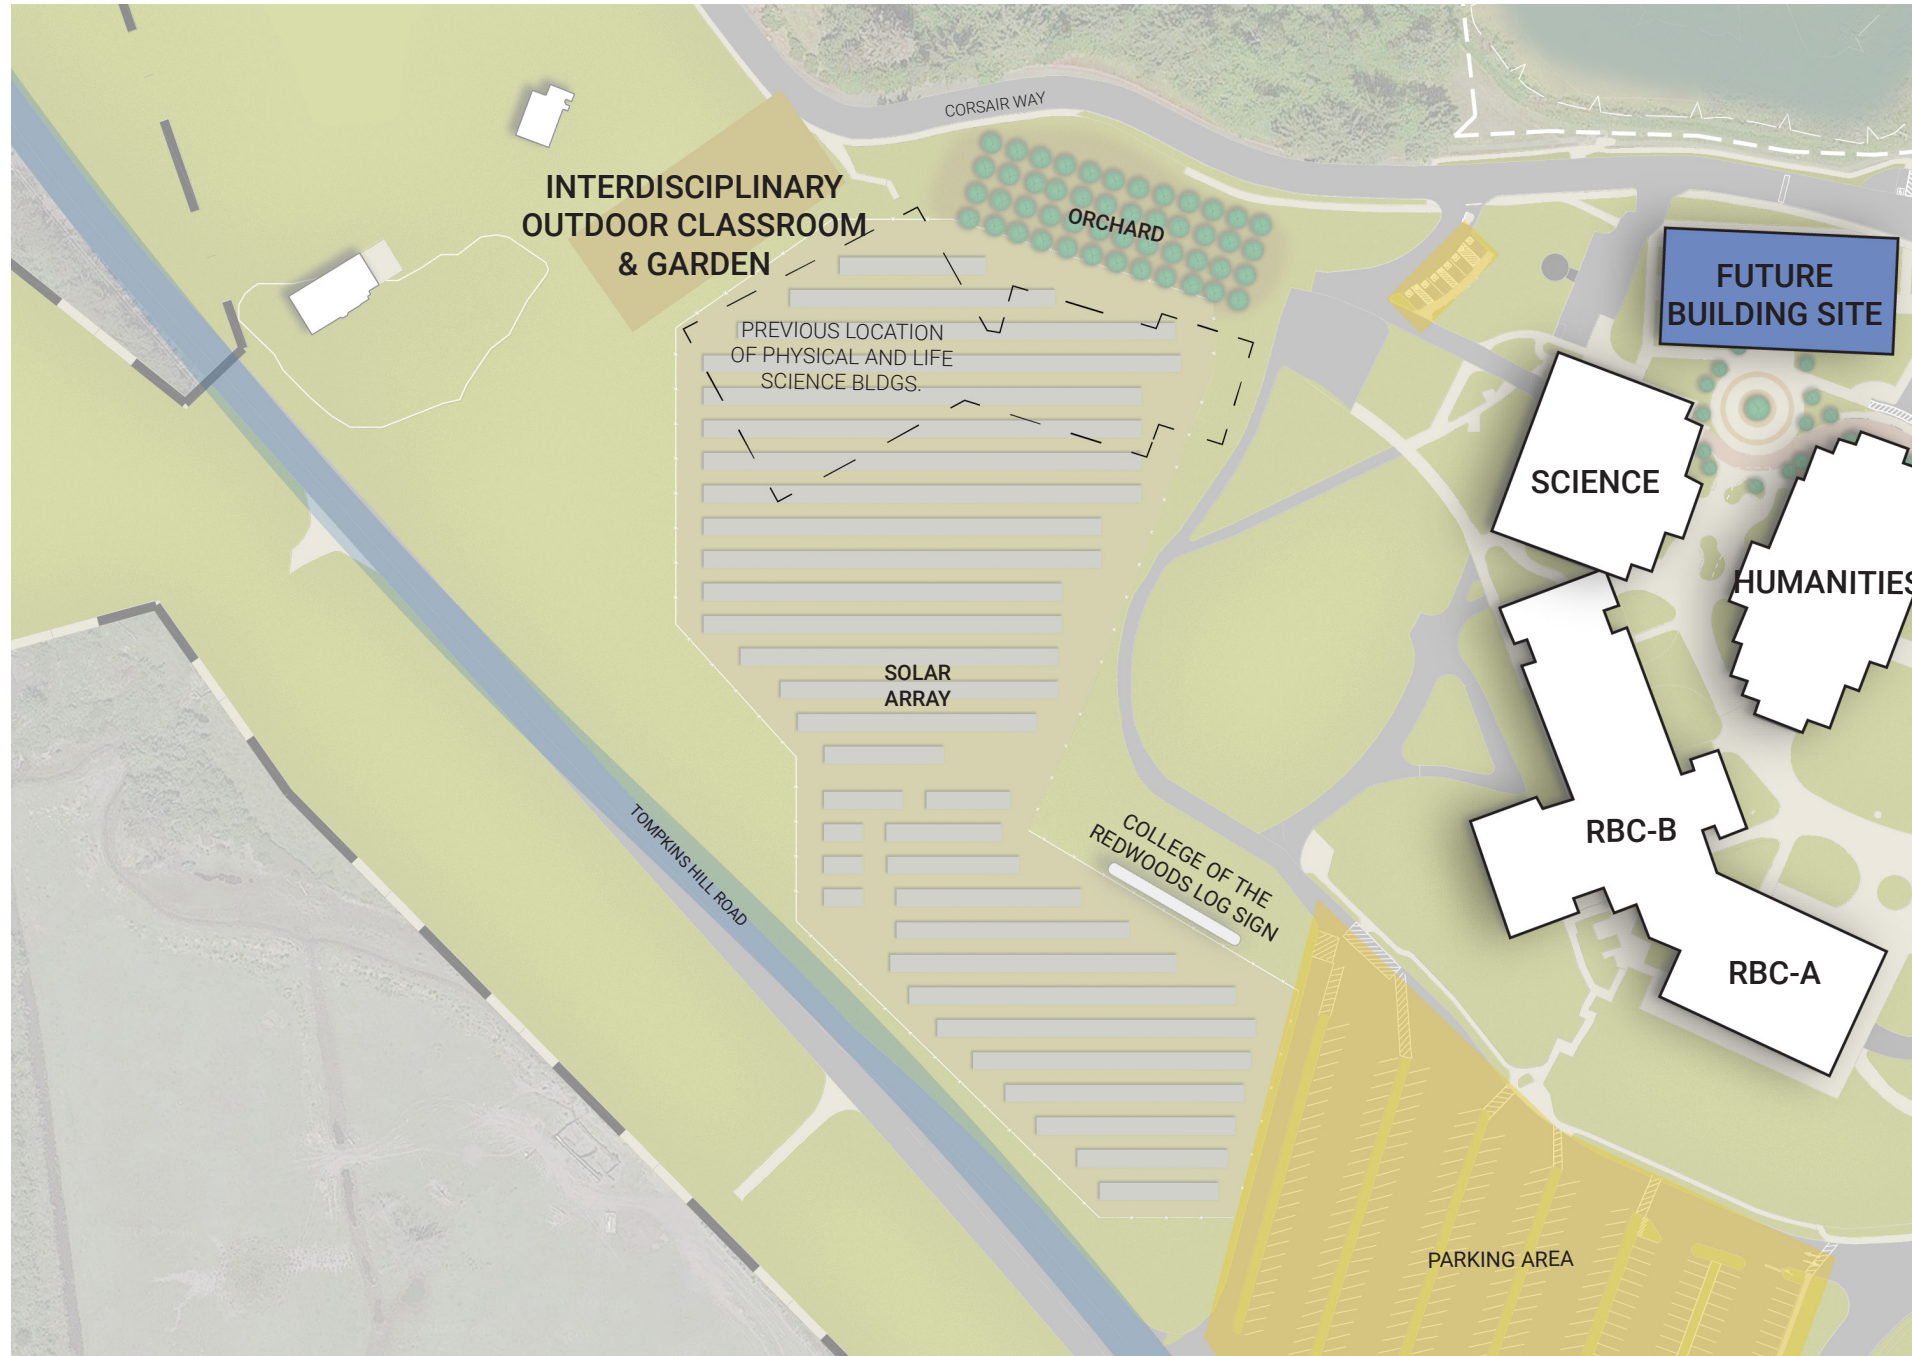 CORSAIR WAY
INTERDISCIPLINARY
OUTDOOR CLASSROOM
& GARDEN
ORCHARD
FUTURE
BUILDING SITE
PREVIOUS LOCATION
OF PHYSICAL AND LIFE
SCIENCE BLDGS.
SCIENCE
HUMANITIES
SOLAR
ARRAY
TOMPKINS HILL ROAD
COLLEGE OF THE
REDWOODS LOG SIGN
RBC-B
RBC-A
PARKING AREA